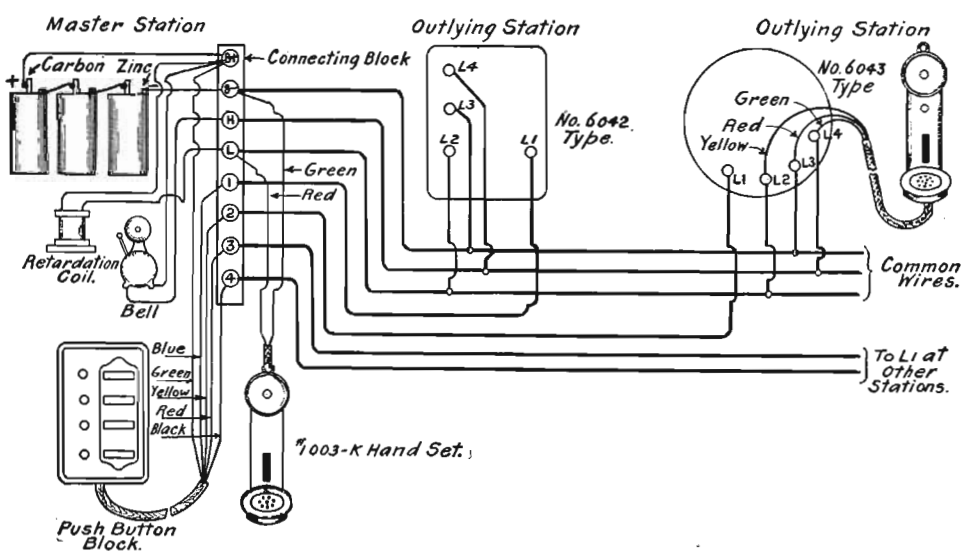 Master Station
Outlying Station
Outlying Station
+ Carbon Zinc
Connecting Block
B
H
L
1
2
3
4
Green
Red
Retardation
Coil.
Bell
Blue
Green
Yellow
Red
Black
Push Button
Block.
#1003-K Hand Set.
L4
L3
L2
L1
No. 6042
Type.
No. 6043
Type
Green
Red
Yellow
L4
L3
L2
L1
Common
Wires.
To L1 at
Other
Stations.